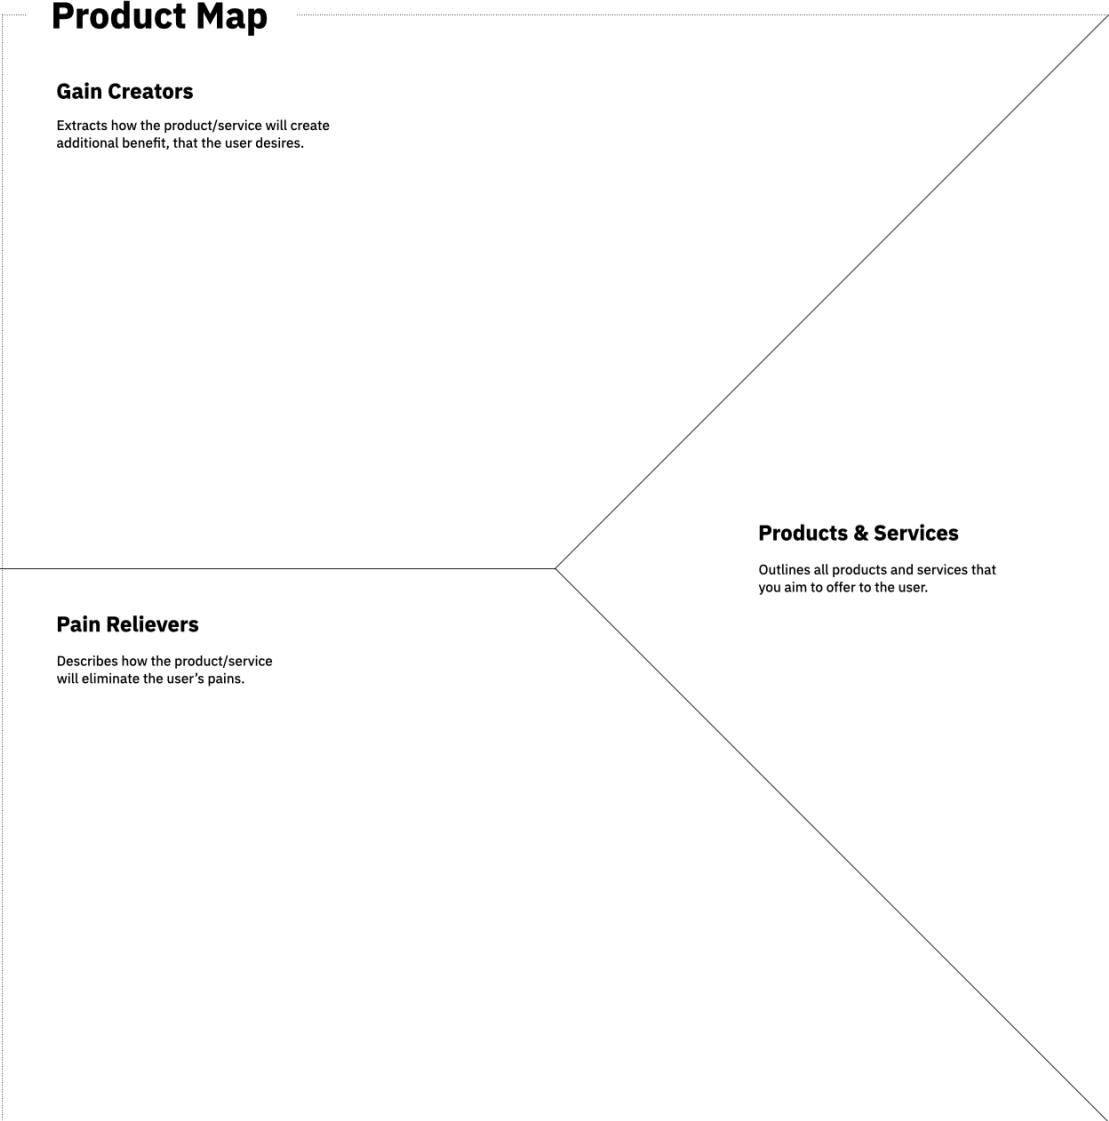 Product Map
Gain Creators
Extracts how the product/service will create
additional benefit, that the user desires.
Products & Services
Outlines all products and services that
you aim to offer to the user.
Pain Relievers
Describes how the product/service
will eliminate the user’s pains.